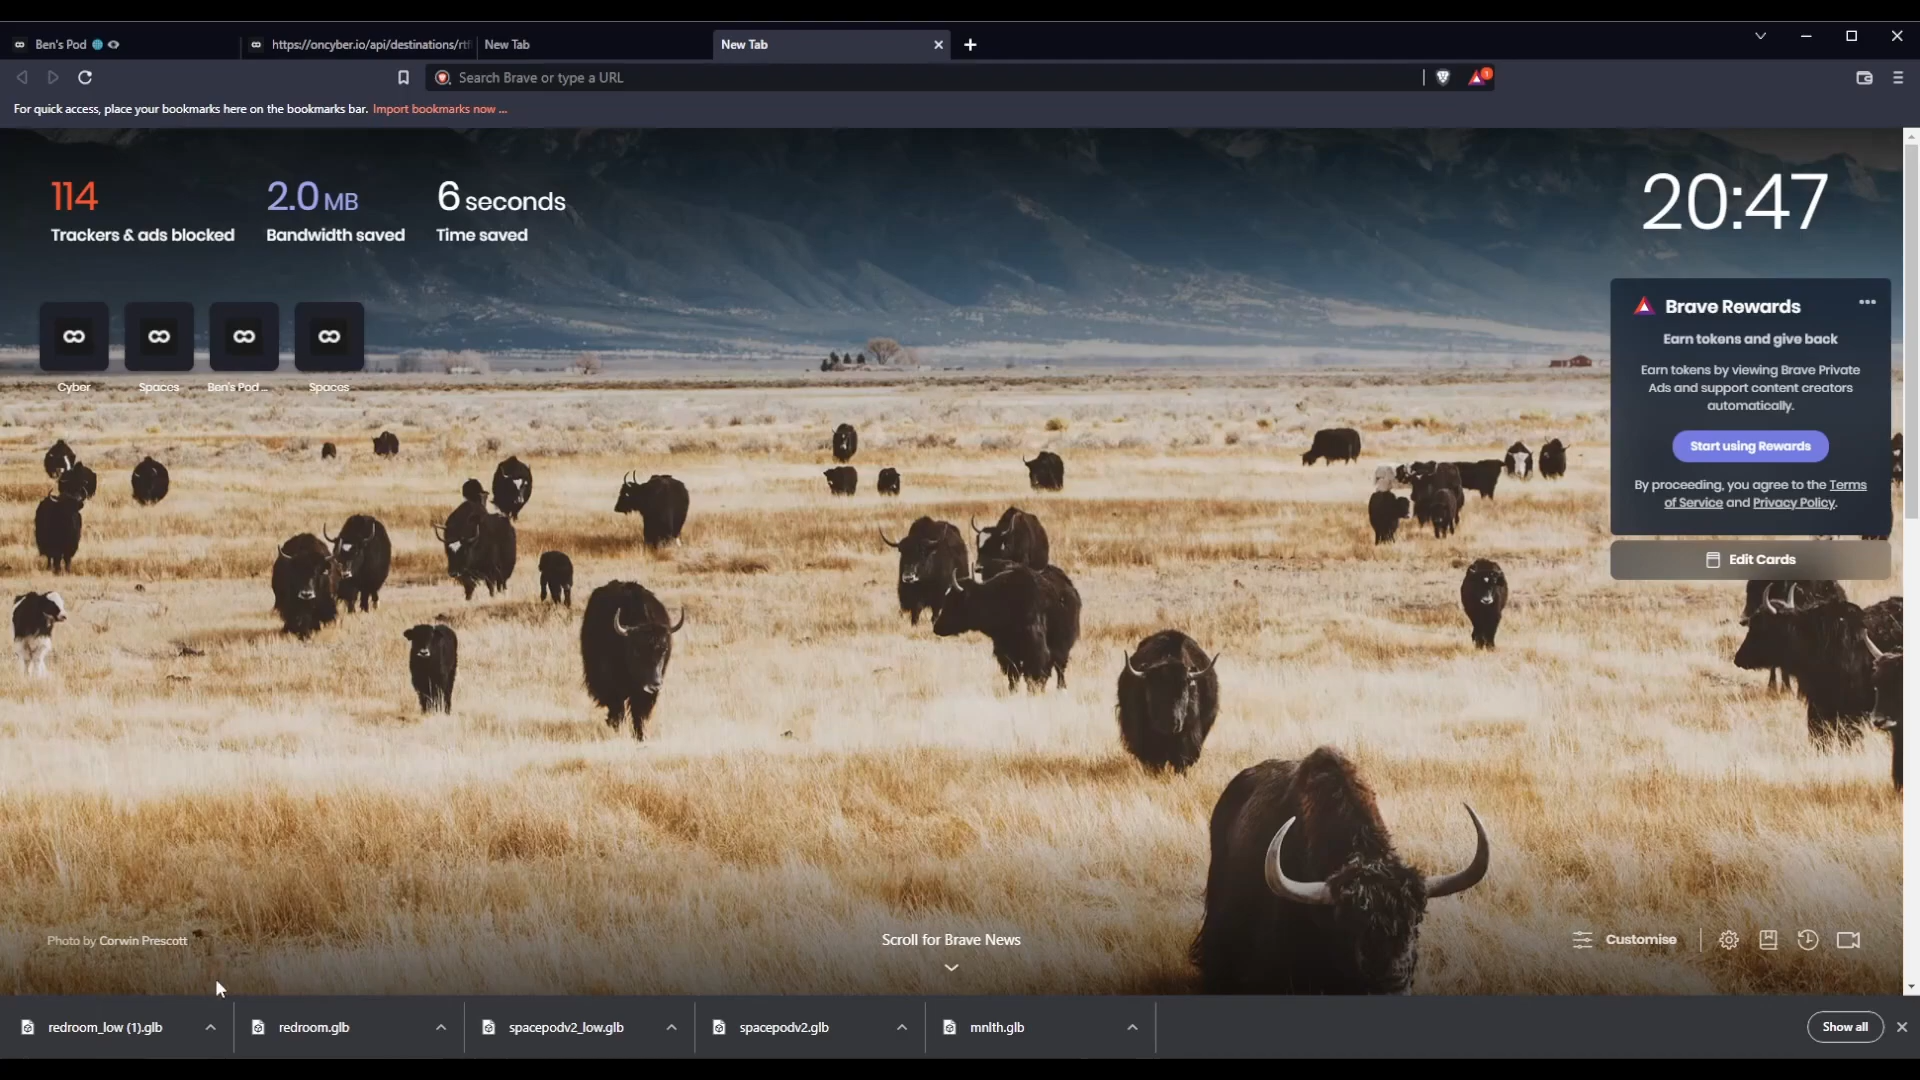 Ben's Pod
https://oncyber.io/api/destinations/rtf
New Tab
New Tab
Search Brave or type a URL
1
For quick access, place your bookmarks here on the bookmarks bar. Import bookmarks now ...
114
Trackers & ads blocked
2.0 MB
Bandwidth saved
6 seconds
Time saved
20:47
Cyber
Spaces
Ben's Pod ...
Spaces
Brave Rewards
Earn tokens and give back
Earn tokens by viewing Brave Private
Ads and support content creators
automatically.
Start using Rewards
By proceeding, you agree to the Terms
of Service and Privacy Policy.
Edit Cards
Photo by Corwin Prescott
Scroll for Brave News
Customise
redroom_low (1).glb
redroom.glb
spacepodv2_low.glb
spacepodv2.glb
mnlth.glb
Show all